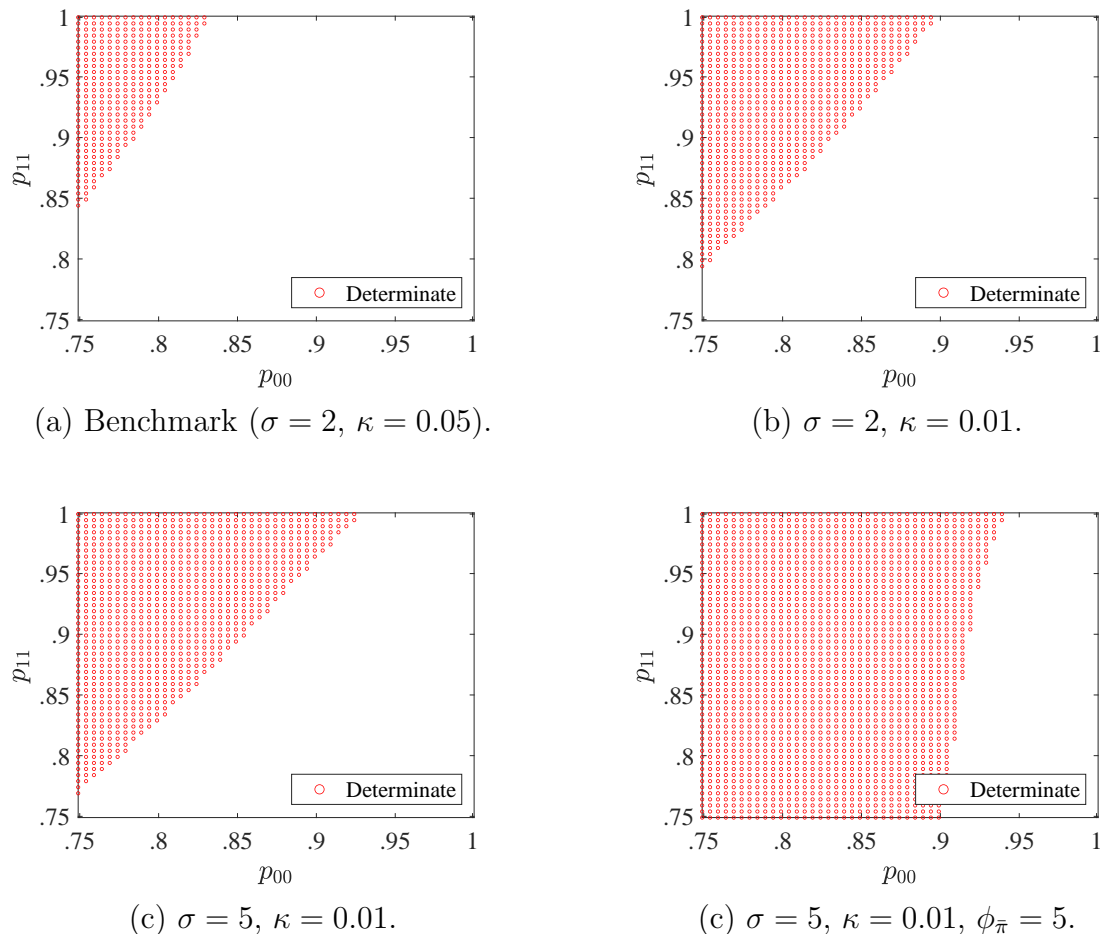 1
.95
.9
.85
.8
.75
p₁₁
.75 .8 .85 .9 .95 1
p₀₀
Determinate
(a) Benchmark (σ = 2, κ = 0.05).
1
.95
.9
.85
.8
.75
p₁₁
.75 .8 .85 .9 .95 1
p₀₀
Determinate
(b) σ = 2, κ = 0.01.
1
.95
.9
.85
.8
.75
p₁₁
.75 .8 .85 .9 .95 1
p₀₀
Determinate
(c) σ = 5, κ = 0.01.
1
.95
.9
.85
.8
.75
p₁₁
.75 .8 .85 .9 .95 1
p₀₀
Determinate
(c) σ = 5, κ = 0.01, ϕ_π̄ = 5.